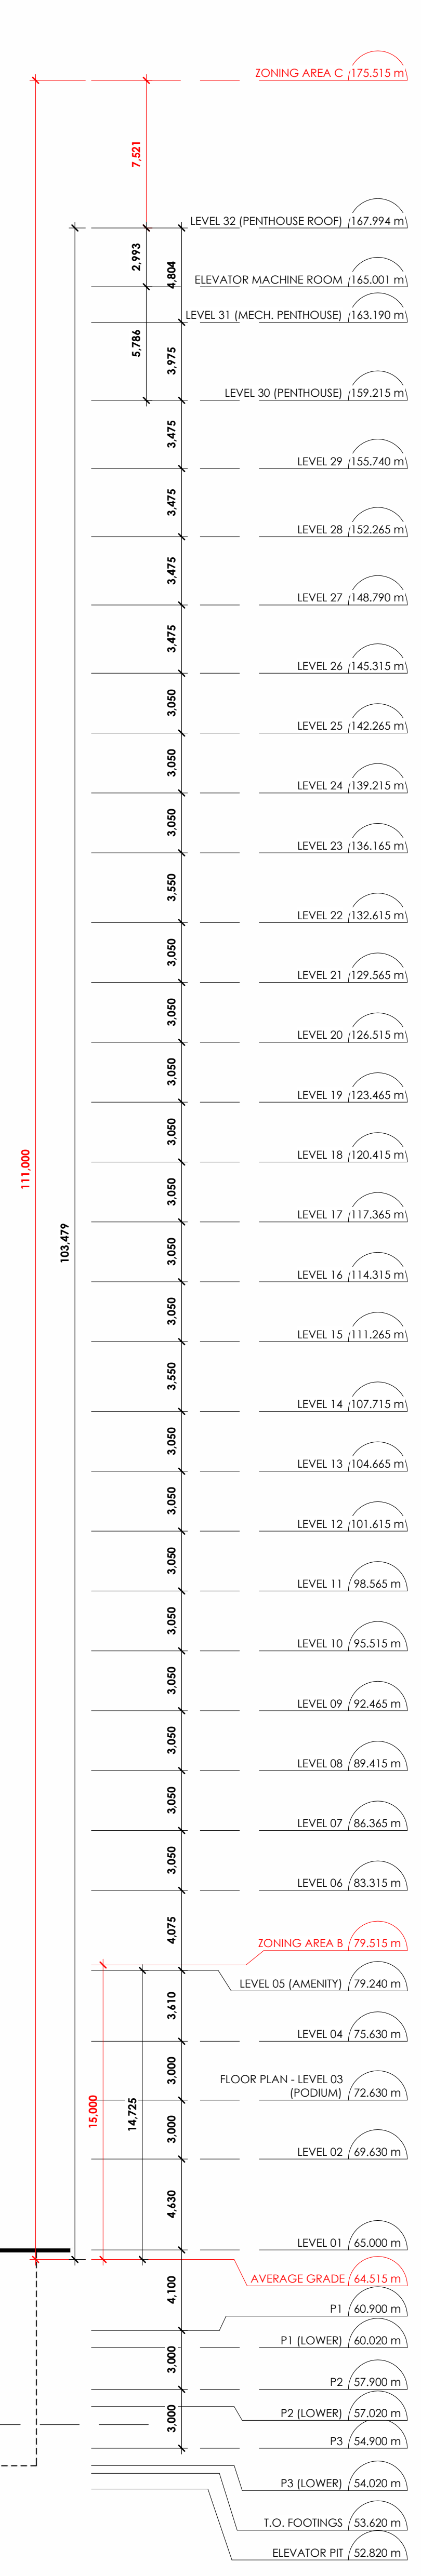 ZONING AREA C 175.515 m
7,521
LEVEL 32 (PENTHOUSE ROOF) 167.994 m
2,993
4,804
ELEVATOR MACHINE ROOM 165.001 m
LEVEL 31 (MECH. PENTHOUSE) 163.190 m
5,786
3,975
LEVEL 30 (PENTHOUSE) 159.215 m
3,475
LEVEL 29 155.740 m
3,475
LEVEL 28 152.265 m
3,475
LEVEL 27 148.790 m
3,475
LEVEL 26 145.315 m
3,050
LEVEL 25 142.265 m
3,050
LEVEL 24 139.215 m
3,050
LEVEL 23 136.165 m
3,550
LEVEL 22 132.615 m
3,050
LEVEL 21 129.565 m
3,050
LEVEL 20 126.515 m
3,050
LEVEL 19 123.465 m
3,050
LEVEL 18 120.415 m
111,000
3,050
LEVEL 17 117.365 m
103,479
3,050
LEVEL 16 114.315 m
3,050
LEVEL 15 111.265 m
3,550
LEVEL 14 107.715 m
3,050
LEVEL 13 104.665 m
3,050
LEVEL 12 101.615 m
3,050
LEVEL 11 98.565 m
3,050
LEVEL 10 95.515 m
3,050
LEVEL 09 92.465 m
3,050
LEVEL 08 89.415 m
3,050
LEVEL 07 86.365 m
3,050
LEVEL 06 83.315 m
4,075
ZONING AREA B 79.515 m
LEVEL 05 (AMENITY) 79.240 m
3,610
LEVEL 04 75.630 m
3,000
FLOOR PLAN - LEVEL 03
(PODIUM) 72.630 m
15,000
14,725
3,000
LEVEL 02 69.630 m
4,630
LEVEL 01 65.000 m
AVERAGE GRADE 64.515 m
4,100
P1 60.900 m
P1 (LOWER) 60.020 m
3,000
P2 57.900 m
P2 (LOWER) 57.020 m
3,000
P3 54.900 m
P3 (LOWER) 54.020 m
T.O. FOOTINGS 53.620 m
ELEVATOR PIT 52.820 m